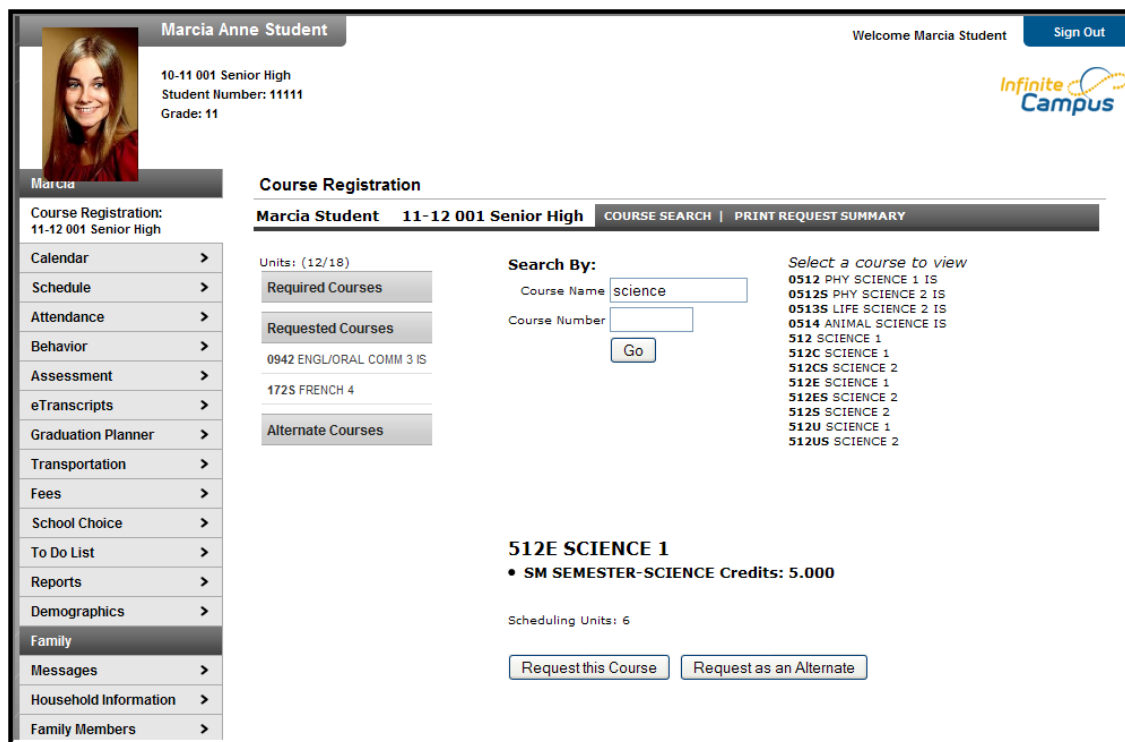 Marcia Anne Student
Welcome Marcia Student
Sign Out
10-11 001 Senior High
Student Number: 11111
Grade: 11
Infinite
Campus
Marcia
Course Registration:
11-12 001 Senior High
Calendar
Schedule
Attendance
Behavior
Assessment
eTranscripts
Graduation Planner
Transportation
Fees
School Choice
To Do List
Reports
Demographics
Family
Messages
Household Information
Family Members
Course Registration
Marcia Student 11-12 001 Senior High COURSE SEARCH | PRINT REQUEST SUMMARY
Units: (12/18)
Required Courses
Requested Courses
0942 ENGL/ORAL COMM 3 IS
172S FRENCH 4
Alternate Courses
Search By:
Course Name science
Course Number
Go
Select a course to view
0512 PHY SCIENCE 1 IS
0512S PHY SCIENCE 2 IS
0513S LIFE SCIENCE 2 IS
0514 ANIMAL SCIENCE IS
512 SCIENCE 1
512C SCIENCE 1
512CS SCIENCE 2
512E SCIENCE 1
512ES SCIENCE 2
512S SCIENCE 2
512U SCIENCE 1
512US SCIENCE 2
512E SCIENCE 1
• SM SEMESTER-SCIENCE Credits: 5.000
Scheduling Units: 6
Request this Course
Request as an Alternate